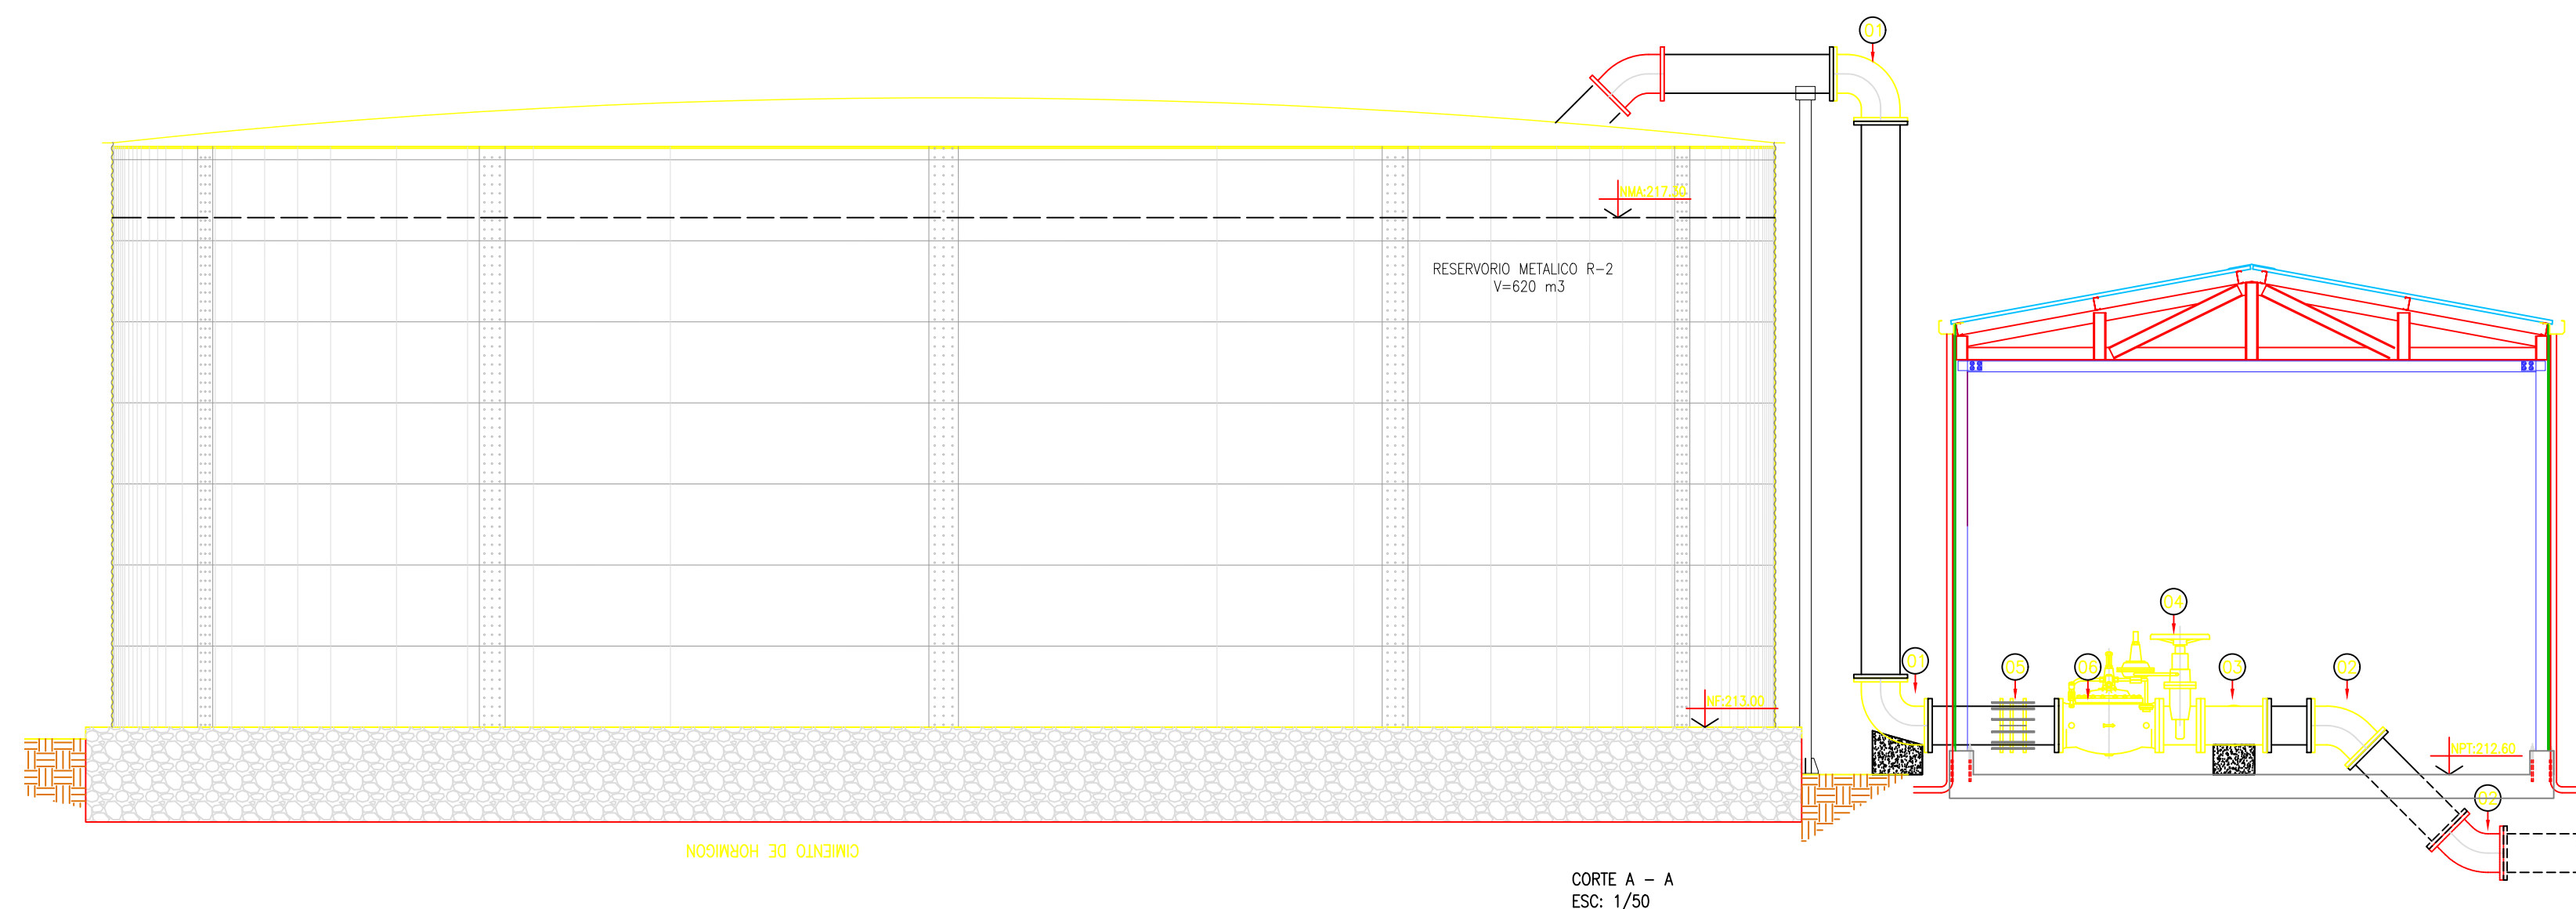 01
NMA:217.30
RESERVORIO METALICO R-2
V=620 m3
04
01
05
06
03
02
NF:213.00
NPT:212.60
02
CIMIENTO DE HORMIGON
CORTE A - A
ESC: 1/50